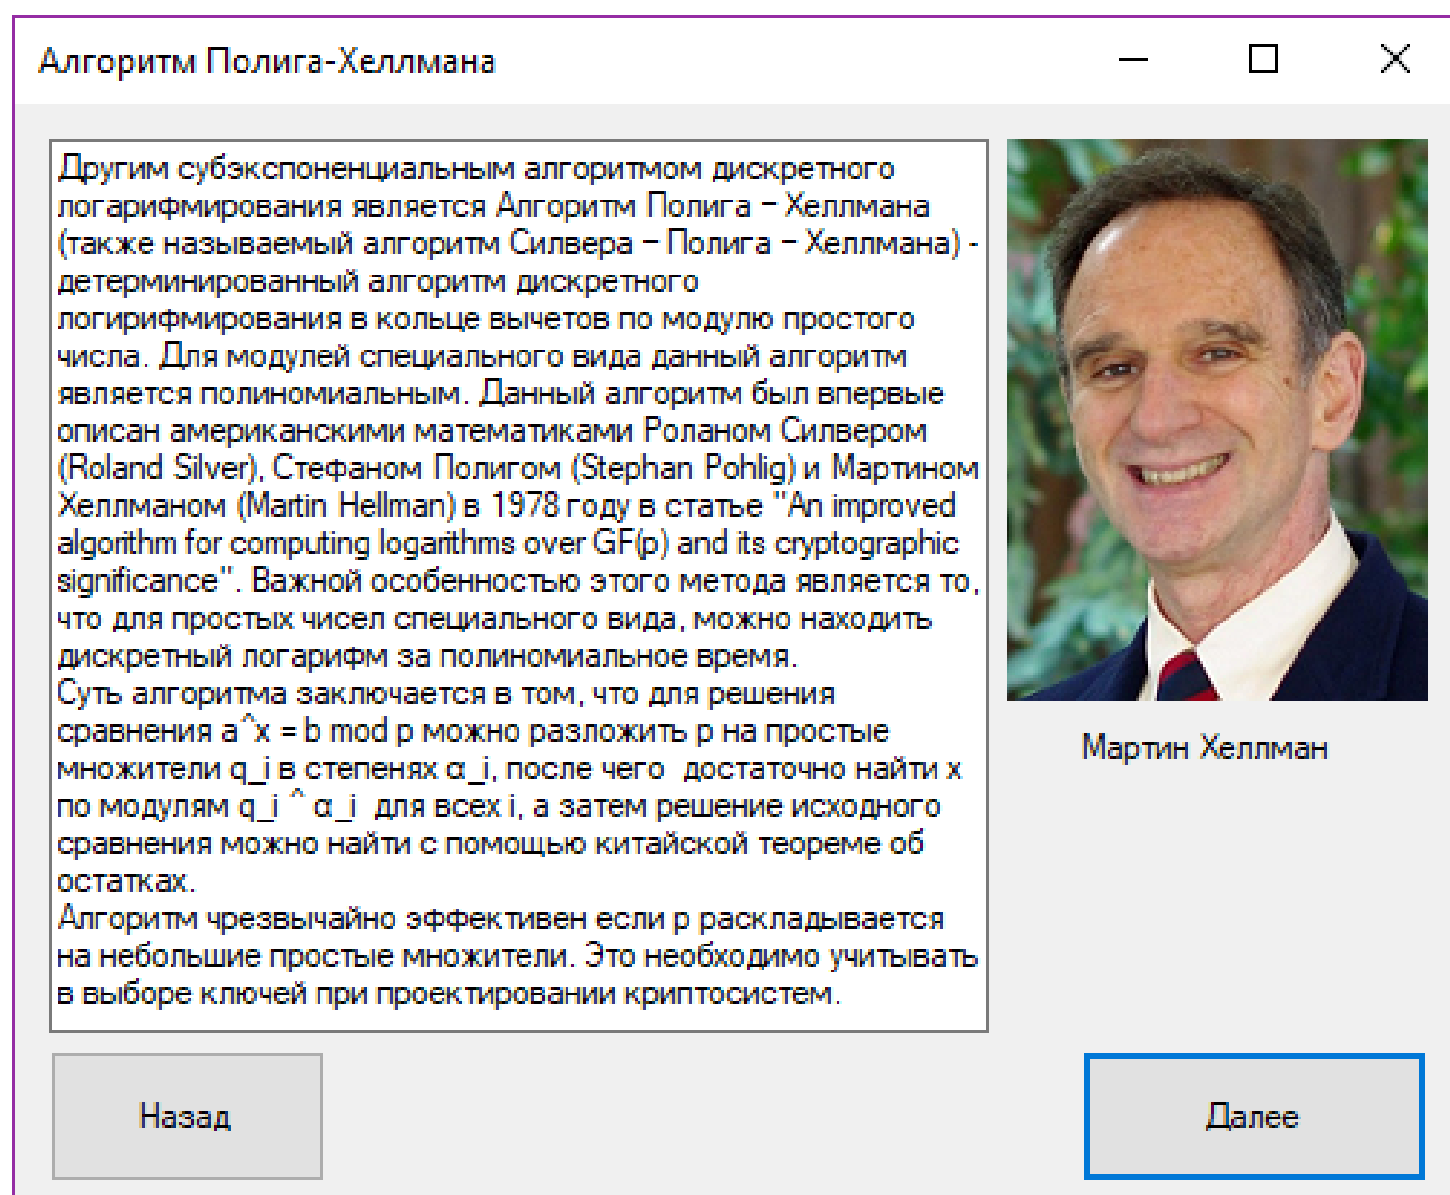 Алгоритм Полига-Хеллмана
Другим субэкспоненциальным алгоритмом дискретного
логарифмирования является Алгоритм Полига – Хеллмана
(также называемый алгоритм Силвера – Полига – Хеллмана) -
детерминированный алгоритм дискретного
логирифмирования в кольце вычетов по модулю простого
числа. Для модулей специального вида данный алгоритм
является полиномиальным. Данный алгоритм был впервые
описан американскими математиками Роланом Силвером
(Roland Silver), Стефаном Полигом (Stephan Pohlig) и Мартином
Хеллманом (Martin Hellman) в 1978 году в статье "An improved
algorithm for computing logarithms over GF(p) and its cryptographic
significance". Важной особенностью этого метода является то,
что для простых чисел специального вида, можно находить
дискретный логарифм за полиномиальное время.
Суть алгоритма заключается в том, что для решения
сравнения a^x = b mod p можно разложить p на простые
множители q_i в степенях α_i, после чего  достаточно найти x
по модулям q_i ^ α_i  для всех i, а затем решение исходного
сравнения можно найти с помощью китайской теореме об
остатках.
Алгоритм чрезвычайно эффективен если p раскладывается
на небольшие простые множители. Это необходимо учитывать
в выборе ключей при проектировании криптосистем.
Мартин Хеллман
Назад
Далее